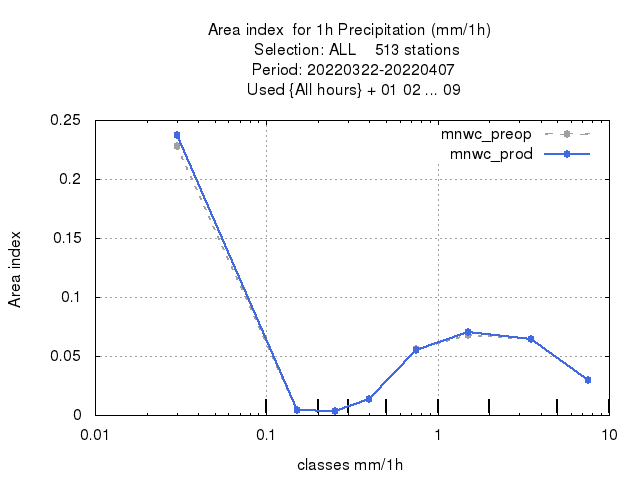 Area index  for 1h Precipitation (mm/1h)
Selection: ALL    513 stations
Period: 20220322-20220407
Used {All hours} + 01 02 ... 09
mnwc_preop
mnwc_prod
0.25
0.2
0.15
0.1
0.05
0
Area index
0.01
0.1
1
10
classes mm/1h